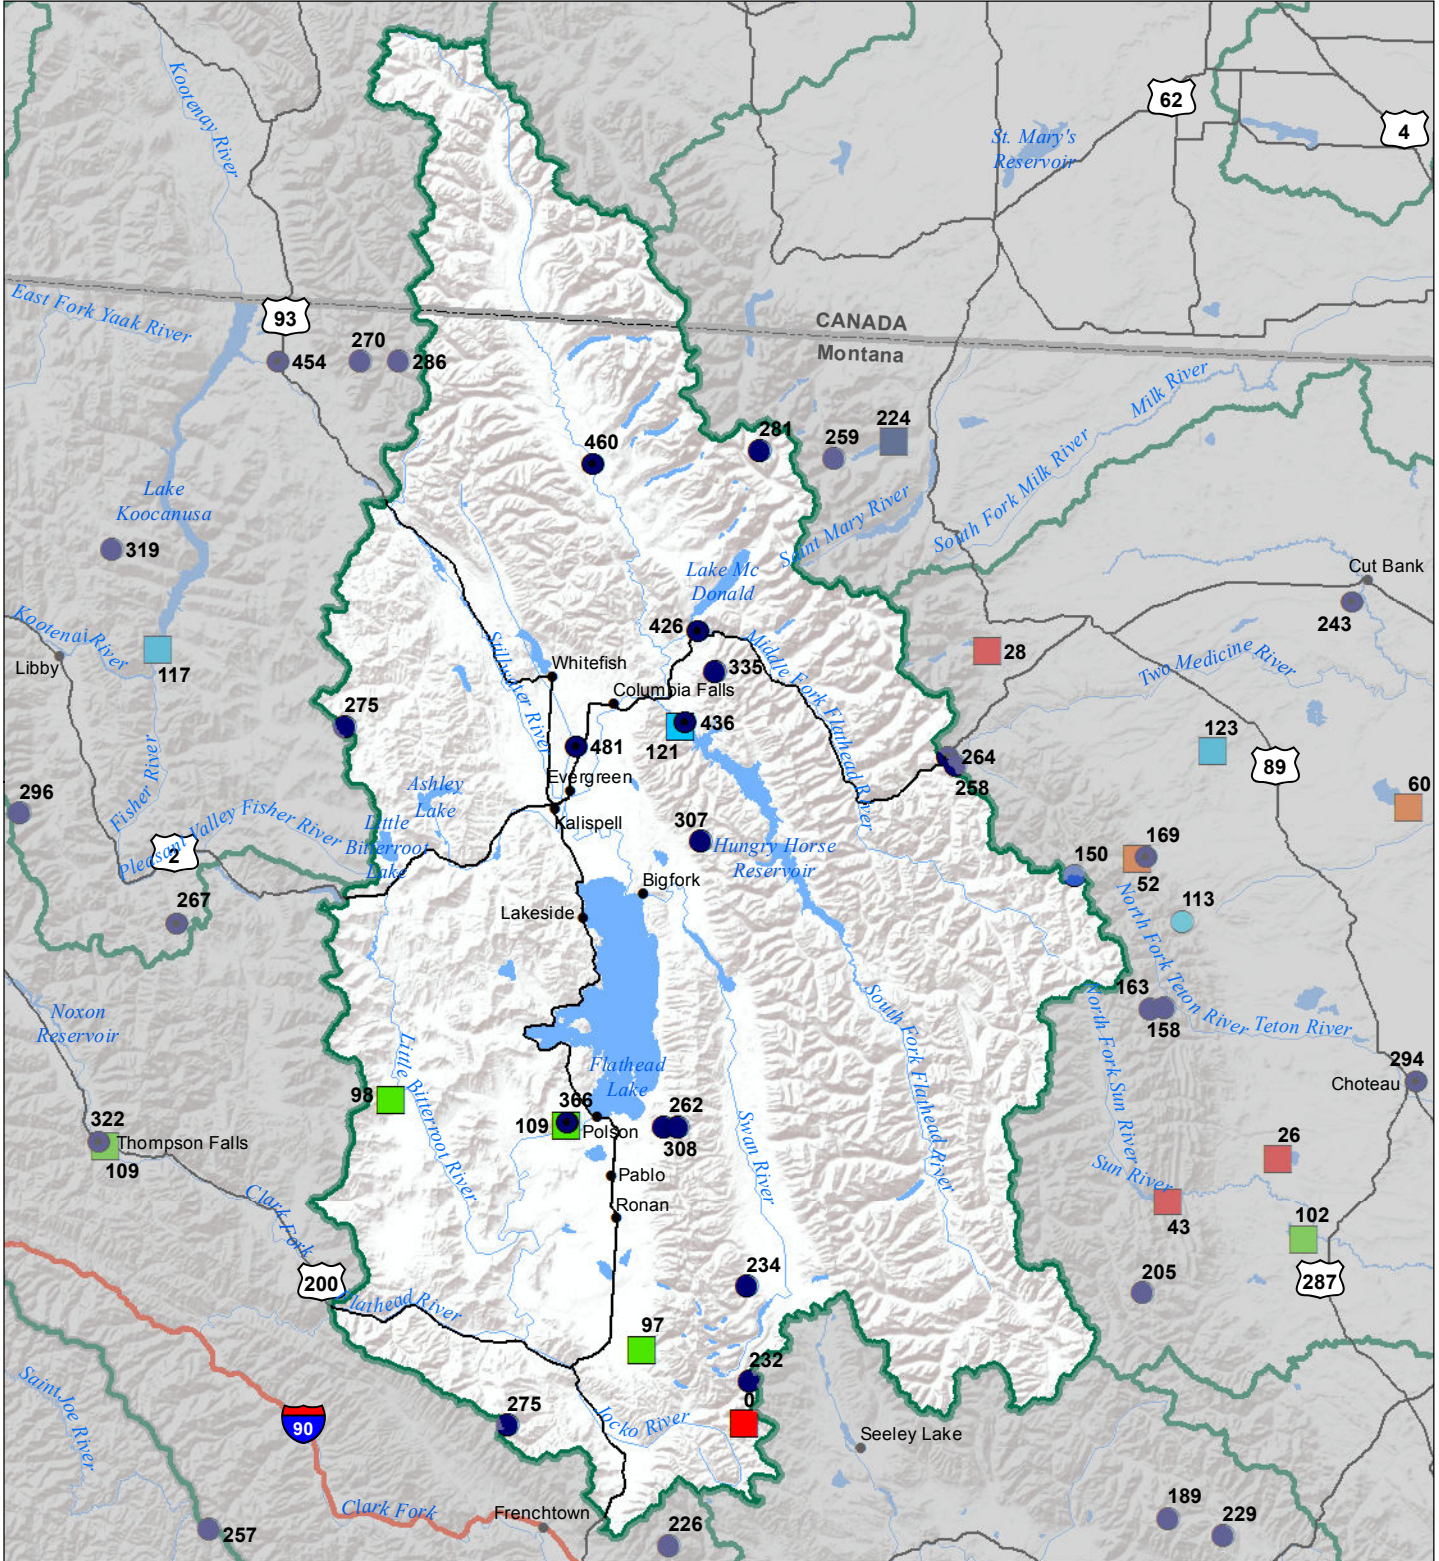 Kootenay River
62
4
St. Mary's
Reservoir
East Fork Yaak River
93
CANADA
Montana
270
454
286
Milk River
281
259
224
460
South Fork Milk River
Lake
Koocanusa
Saint Mary River
319
Lake Mc
Donald
Cut Bank
243
Kootenai River
426
Middle Fork Flathead River
28
Two Medicine River
Libby
117
Stillwater River
Whitefish
335
Columbia Falls
275
436
121
123
481
264
89
258
Fisher River
Ashley
Lake
Evergreen
296
60
Pleasant Valley Fisher River
Little
Bitterroot
Lake
Kalispell
307
Hungry Horse
Reservoir
2
169
150
52
Bigfork
267
Lakeside
113
North Fork Teton River
163
158
Teton River
Noxon
Reservoir
South Fork Flathead River
North Fork Sun River
Little Bitterroot River
Flathead
Lake
294
Choteau
98
366
109
Polson
262
308
Swan River
322
Thompson Falls
109
26
Pablo
Sun River
43
Ronan
Clark Fork
102
200
234
205
287
Flathead River
97
232
0
Saint Joe River
275
Jocko River
90
Seeley Lake
Clark Fork
Frenchtown
189
229
257
226